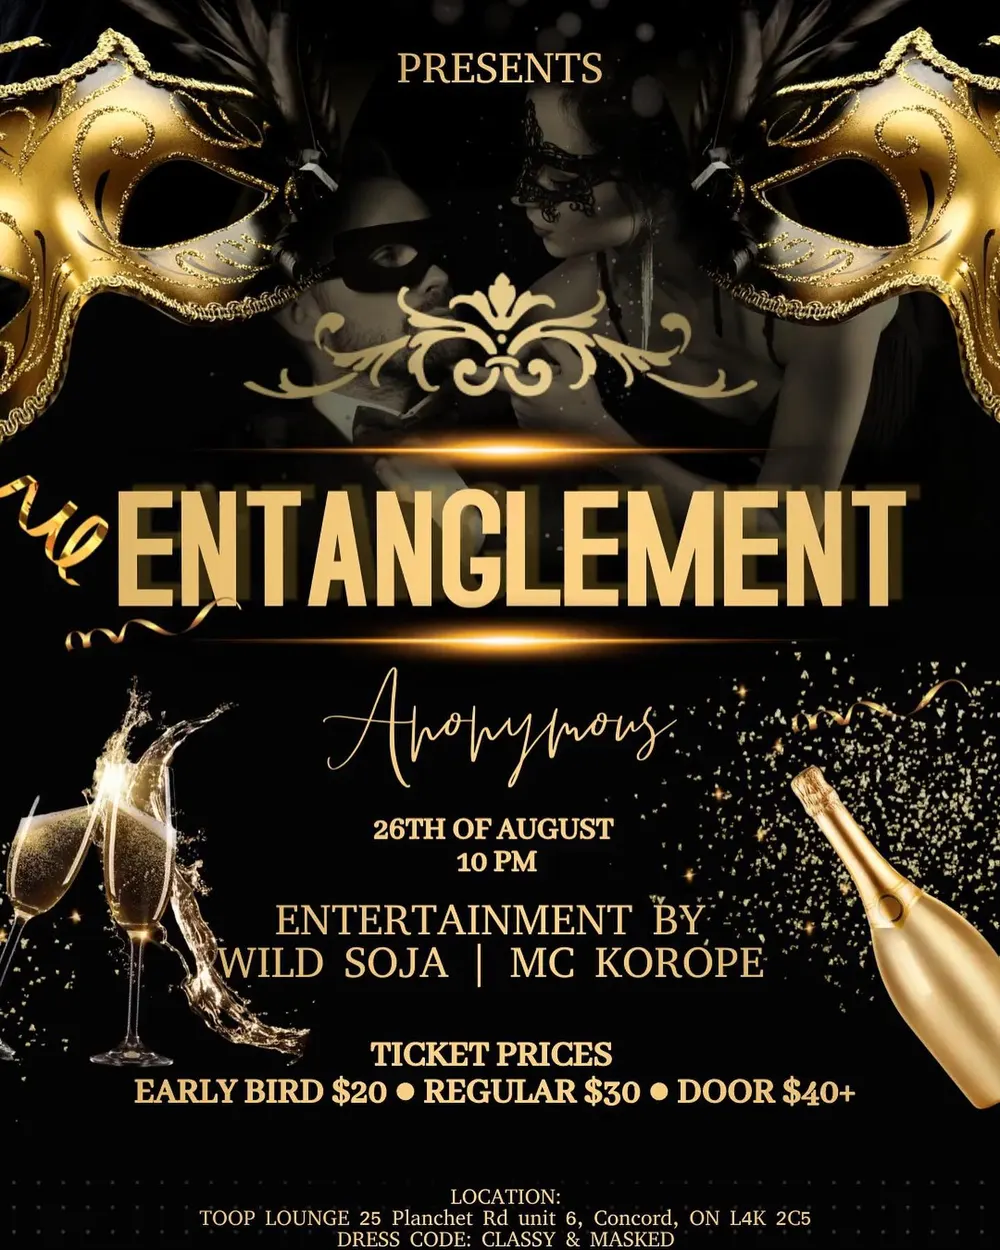 PRESENTS
ENTANGLEMENT
Anonymous
26TH OF AUGUST
10 PM
ENTERTAINMENT BY
WILD SOJA | MC KOROPE
TICKET PRICES
EARLY BIRD $20 ● REGULAR $30 ● DOOR $40+
LOCATION:
TOOP LOUNGE 25 Planchet Rd unit 6, Concord, ON L4K 2C5
DRESS CODE: CLASSY & MASKED